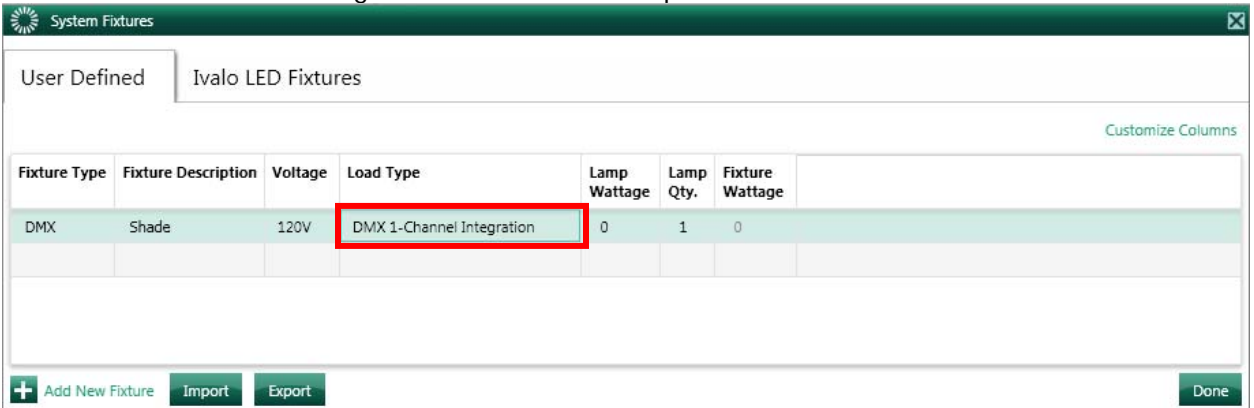 System Fixtures
User Defined Ivalo LED Fixtures
Customize Columns
Fixture Type Fixture Description Voltage Load Type Lamp Wattage Lamp Qty. Fixture Wattage
DMX Shade 120V DMX 1-Channel Integration 0 1 0
Add New Fixture Import Export Done